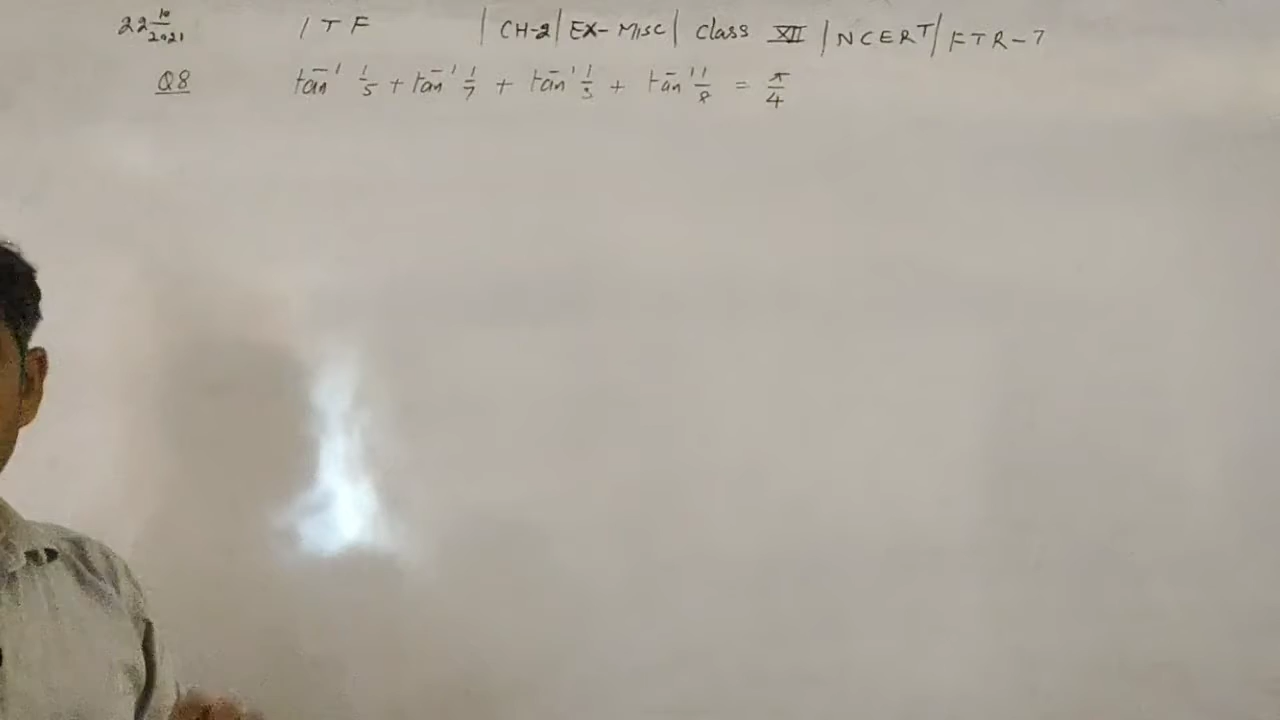 22 10/2021 ITF | CH-2 | EX-MISC | Class XII | NCERT | FTR-7
Q8 tan⁻¹ 1/5 + tan⁻¹ 1/7 + tan⁻¹ 1/3 + tan⁻¹ 1/8 = π/4